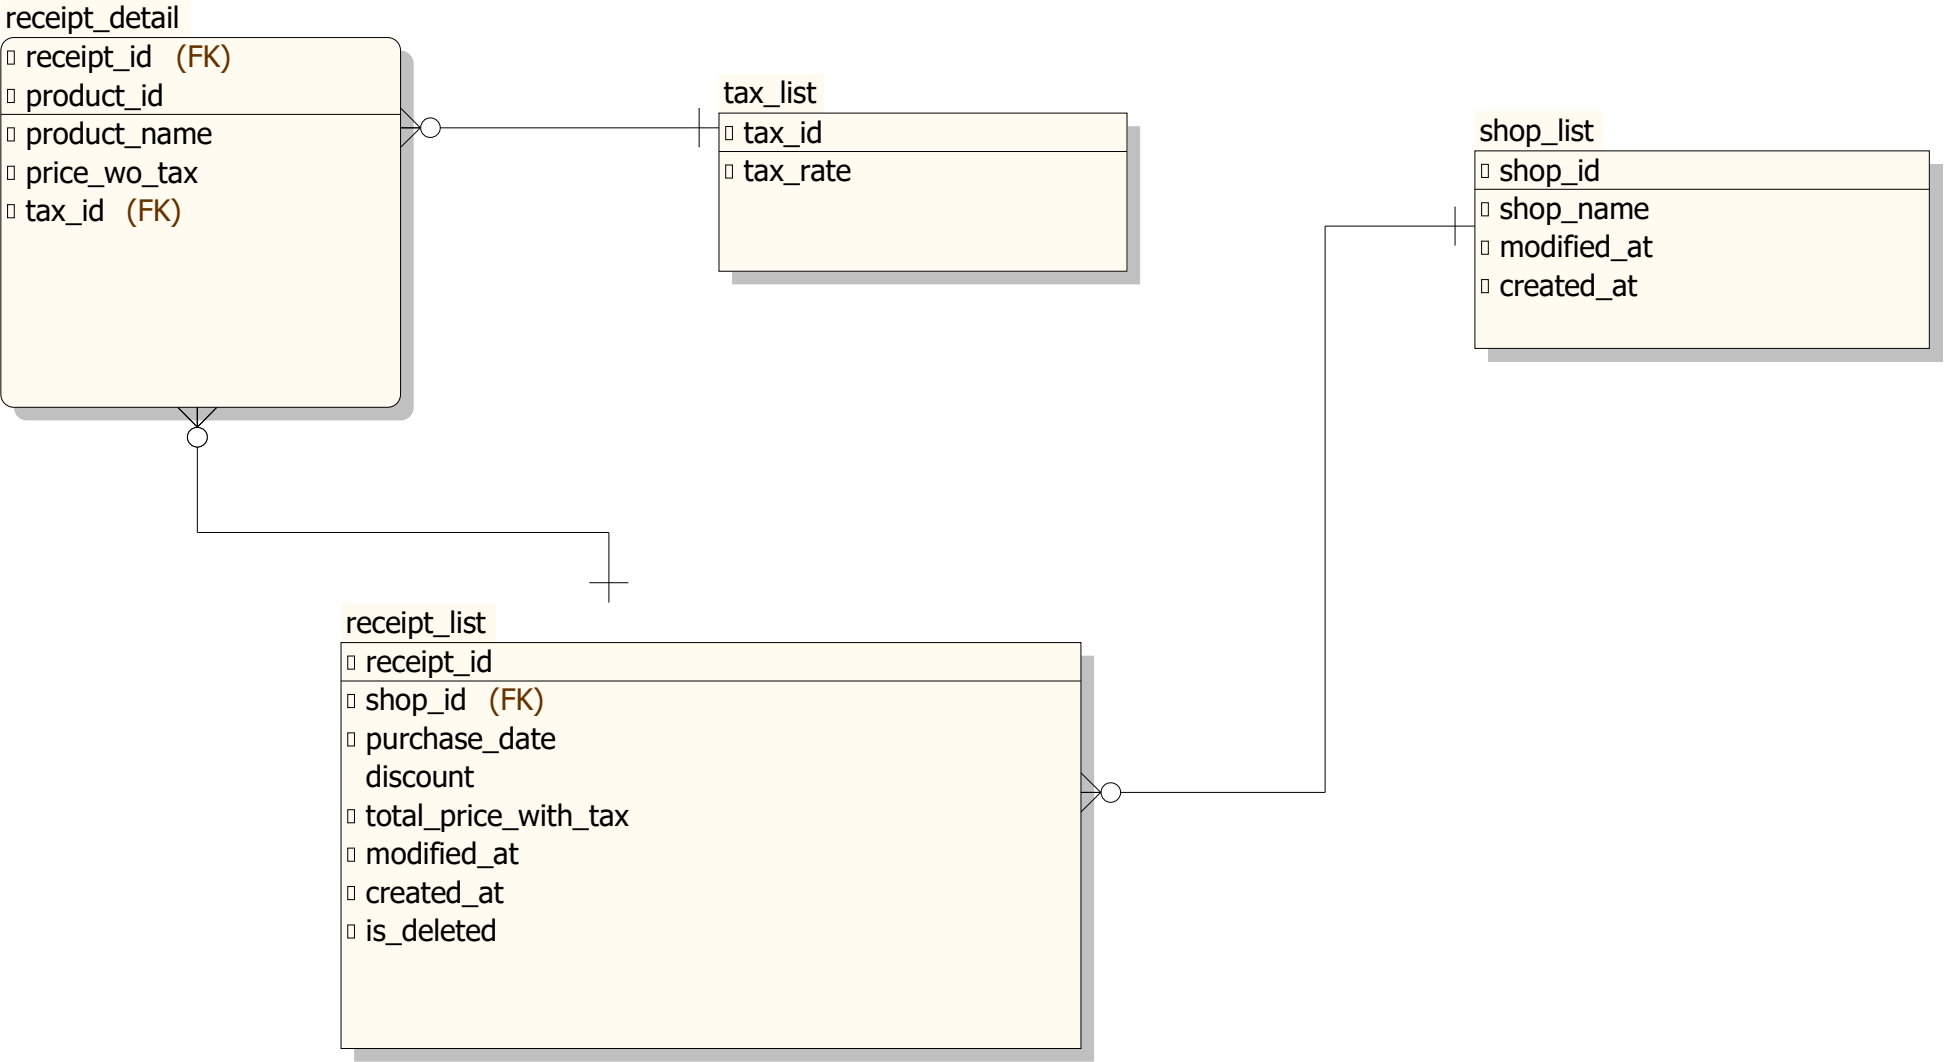 receipt_detail
receipt_id (FK)
product_id
product_name
price_wo_tax
tax_id (FK)
tax_list
tax_id
tax_rate
shop_list
shop_id
shop_name
modified_at
created_at
receipt_list
receipt_id
shop_id (FK)
purchase_date
discount
total_price_with_tax
modified_at
created_at
is_deleted